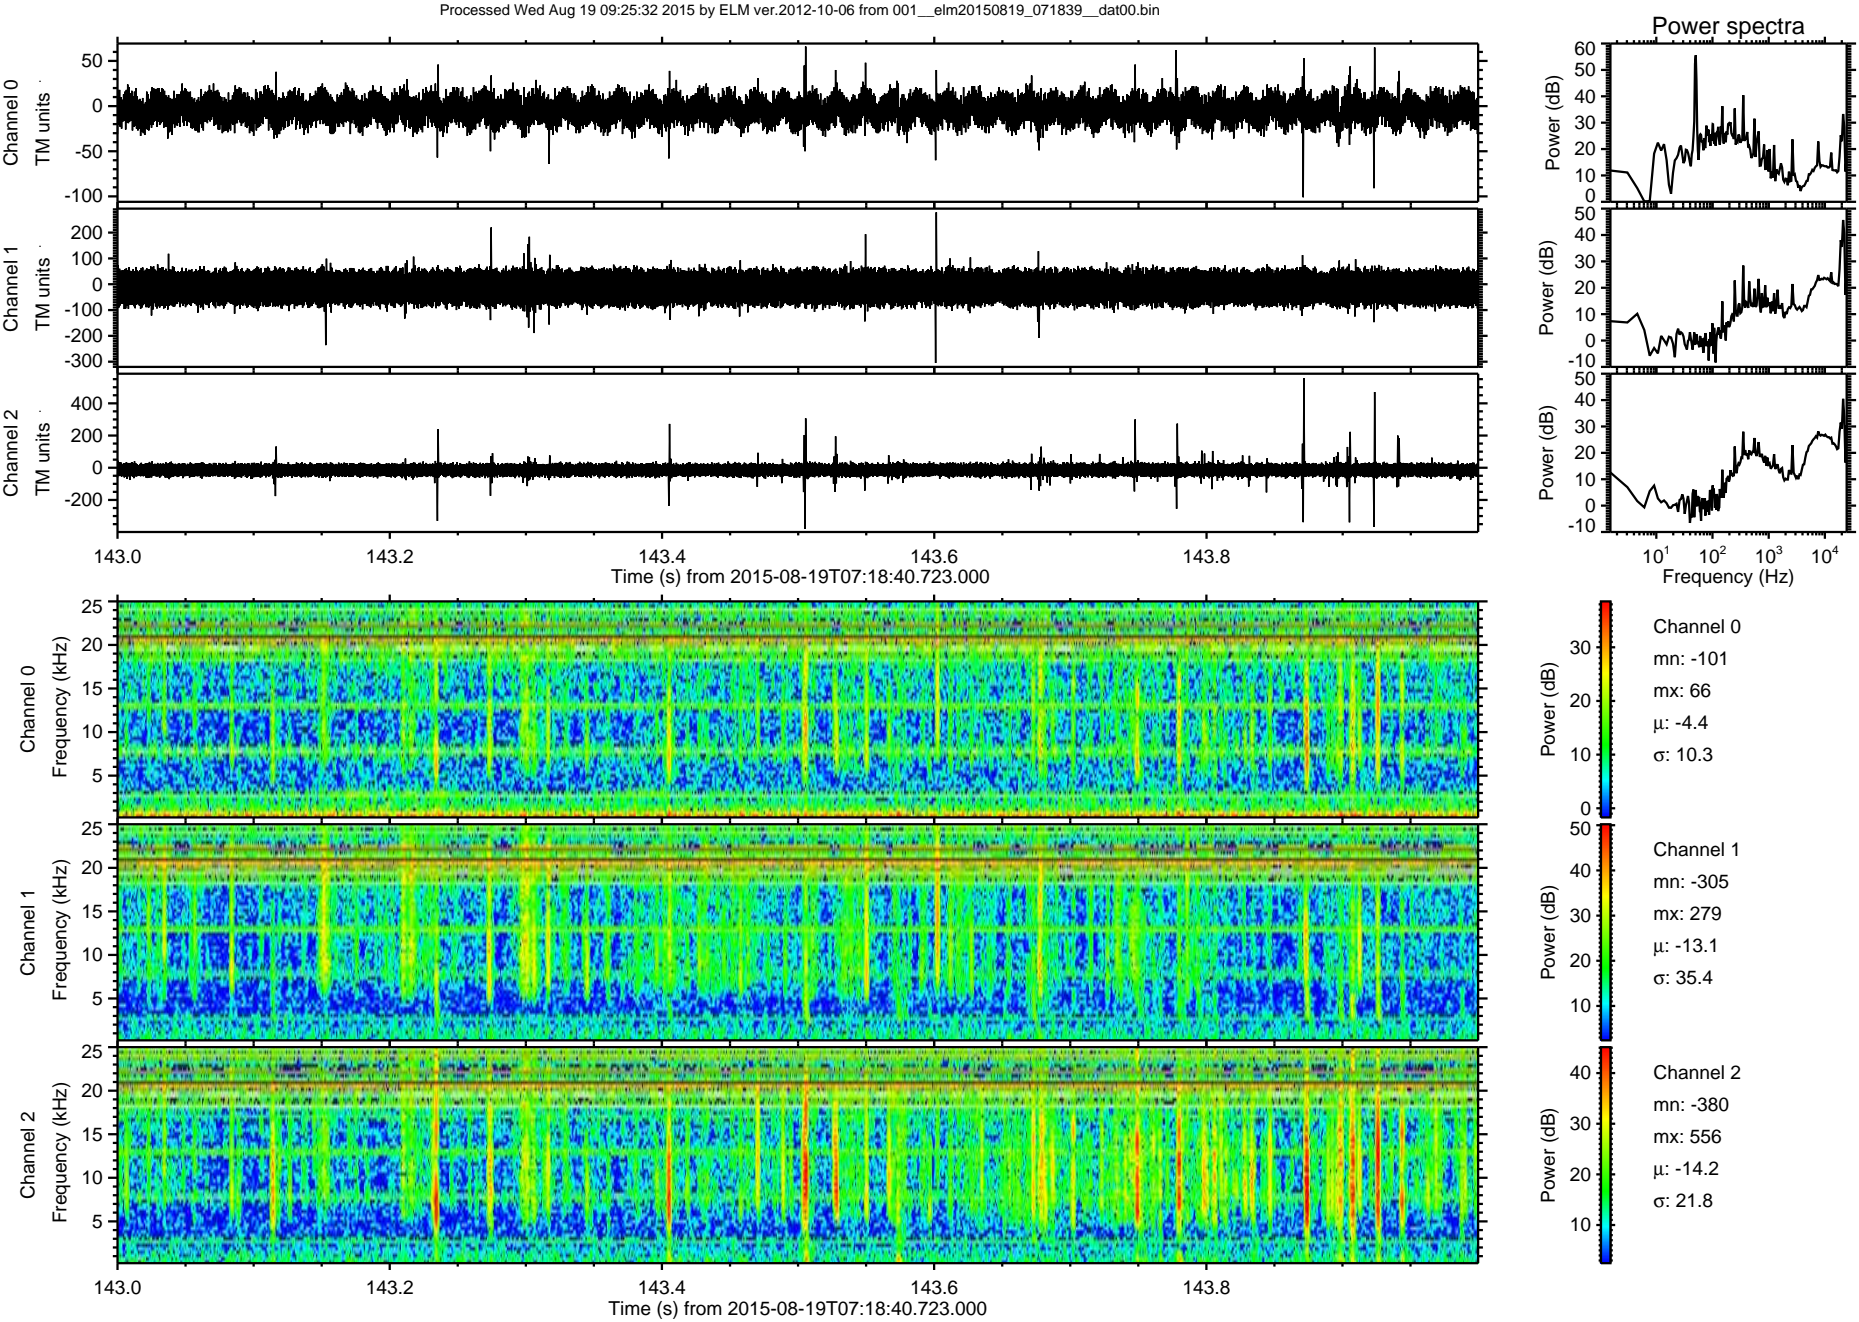 Processed Wed Aug 19 09:25:32 2015 by ELM ver.2012-10-06 from 001__elm20150819_071839__dat00.bin
Power spectra
Channel 0
TM units
50
0
-50
-100
Power (dB)
60
50
40
30
20
10
0
Channel 1
TM units
200
100
0
-100
-200
-300
Power (dB)
50
40
30
20
10
0
-10
Channel 2
TM units
400
200
0
-200
Power (dB)
50
40
30
20
10
0
-10
143.0 143.2 143.4 143.6 143.8
Time (s) from 2015-08-19T07:18:40.723.000
10¹ 10² 10³ 10⁴
Frequency (Hz)
Channel 0
Frequency (kHz)
25
20
15
10
5
Power (dB)
30
20
10
0
Channel 0
mn: -101
mx: 66
μ: -4.4
σ: 10.3
Channel 1
Frequency (kHz)
25
20
15
10
5
Power (dB)
50
40
30
20
10
Channel 1
mn: -305
mx: 279
μ: -13.1
σ: 35.4
Channel 2
Frequency (kHz)
25
20
15
10
5
Power (dB)
40
30
20
10
Channel 2
mn: -380
mx: 556
μ: -14.2
σ: 21.8
143.0 143.2 143.4 143.6 143.8
Time (s) from 2015-08-19T07:18:40.723.000